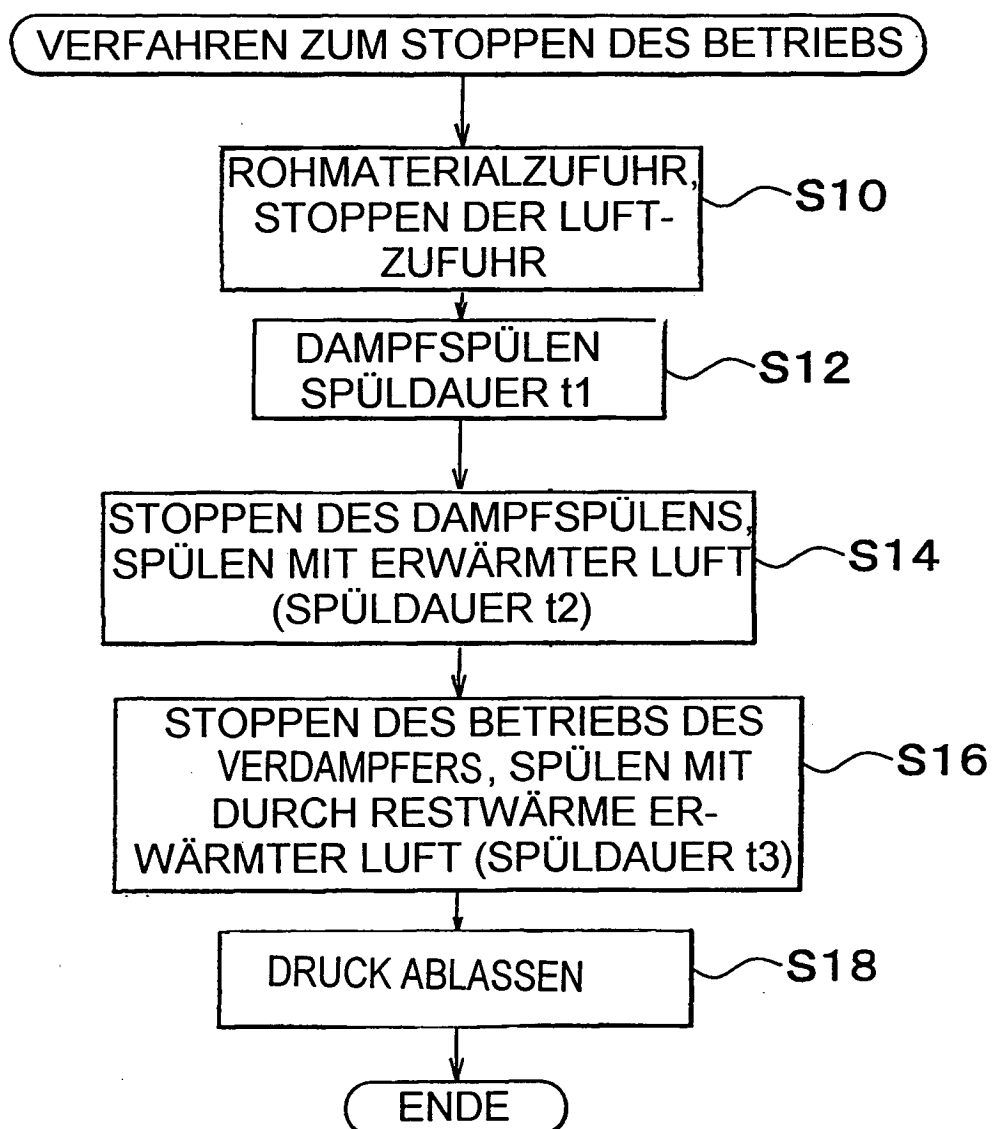 VERFAHREN ZUM STOPPEN DES BETRIEBS
ROHMATERIALZUFUHR,
STOPPEN DER LUFT-
ZUFUHR
S10
DAMPFSPÜLEN
SPÜLDAUER t1
S12
STOPPEN DES DAMPFSPÜLENS,
SPÜLEN MIT ERWÄRMTER LUFT
(SPÜLDAUER t2)
S14
STOPPEN DES BETRIEBS DES
VERDAMPFERS, SPÜLEN MIT
DURCH RESTWÄRME ER-
WÄRMTER LUFT (SPÜLDAUER t3)
S16
DRUCK ABLASSEN
S18
ENDE